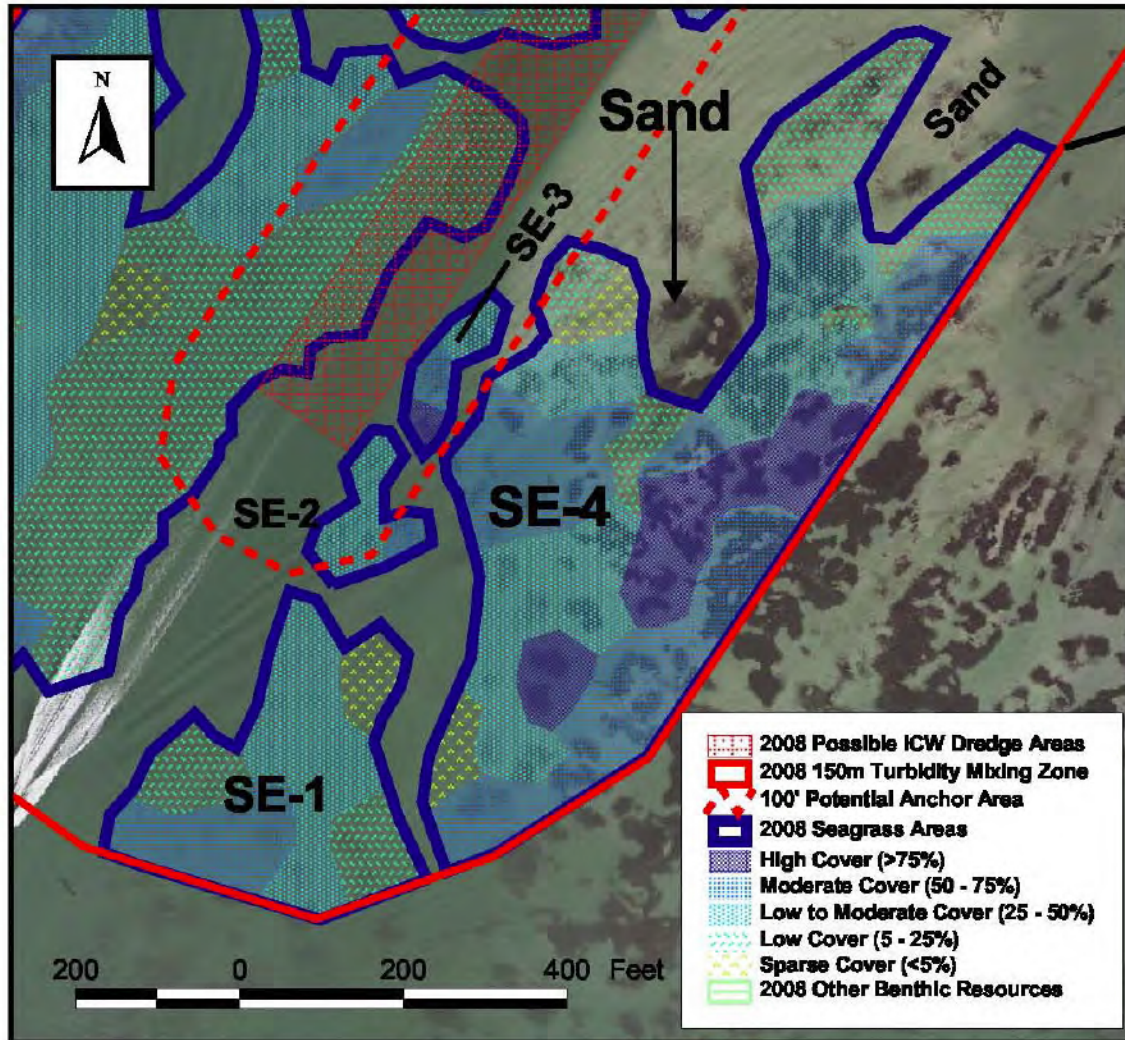 N
Sand
Sand
SE-3
SE-2
SE-4
SE-1
2008 Possible ICW Dredge Areas
2008 150m Turbidity Mixing Zone
100' Potential Anchor Area
2008 Seagrass Areas
High Cover (>75%)
Moderate Cover (50 - 75%)
Low to Moderate Cover (25 - 50%)
Low Cover (5 - 25%)
Sparse Cover (<5%)
2008 Other Benthic Resources
200 0 200 400 Feet